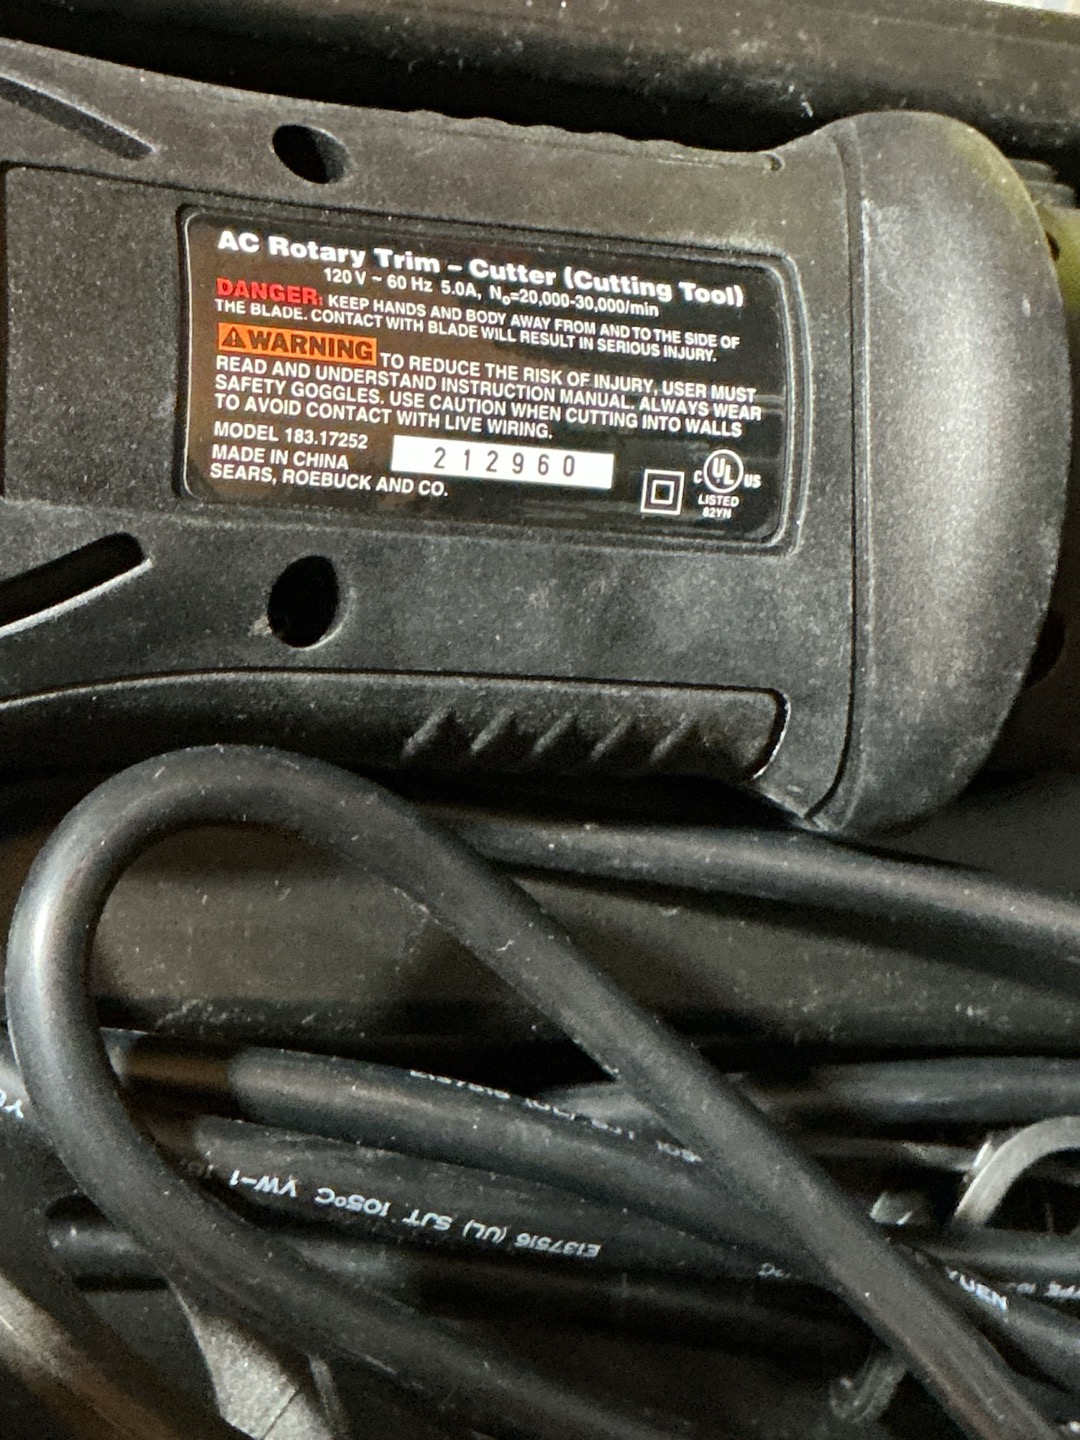 AC Rotary Trim – Cutter (Cutting Tool)
120 V ~ 60 Hz 5.0A, No=20,000-30,000/min
DANGER: KEEP HANDS AND BODY AWAY FROM AND TO THE SIDE OF
THE BLADE. CONTACT WITH BLADE WILL RESULT IN SERIOUS INJURY.
WARNING TO REDUCE THE RISK OF INJURY, USER MUST
READ AND UNDERSTAND INSTRUCTION MANUAL. ALWAYS WEAR
SAFETY GOGGLES. USE CAUTION WHEN CUTTING INTO WALLS
TO AVOID CONTACT WITH LIVE WIRING.
MODEL 183.17252
MADE IN CHINA
SEARS, ROEBUCK AND CO.
212960
C UL US
LISTED
82YN
E137516 (UL) SJT 105°C VW-1